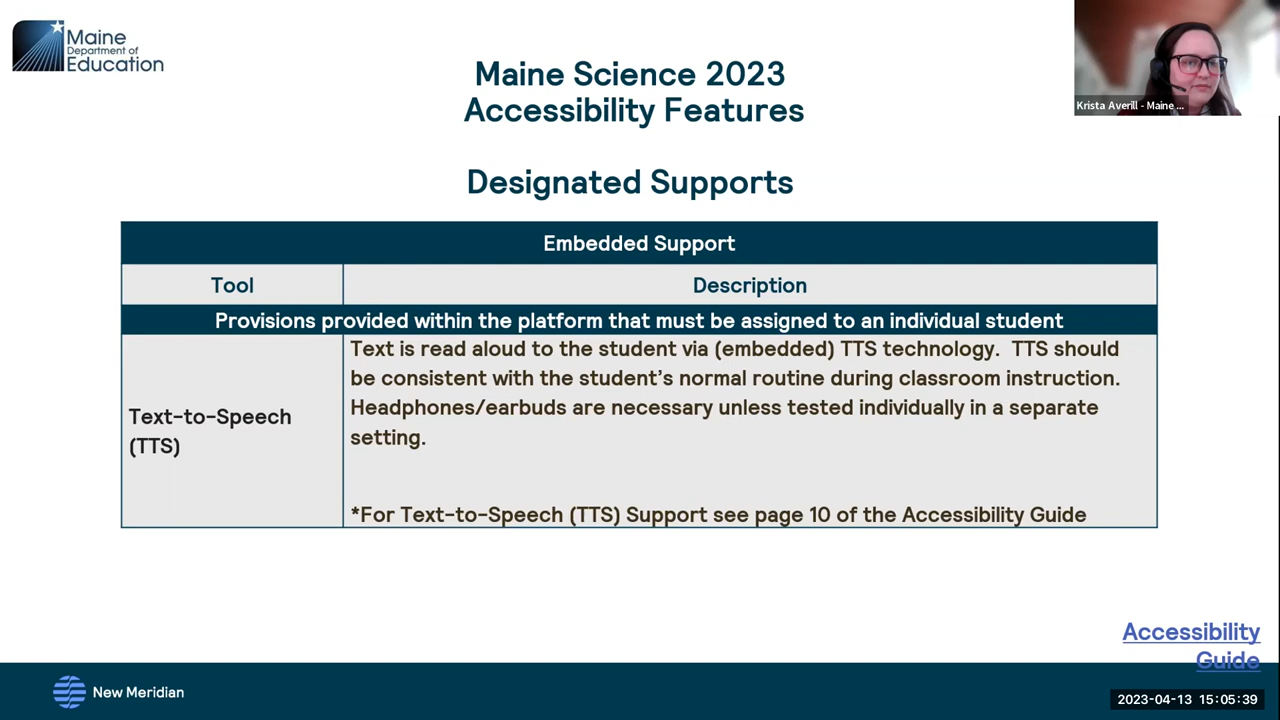 Maine
Department of
Education
Maine Science 2023
Accessibility Features
Krista Averill - Maine ...
Designated Supports
Embedded Support
Tool
Description
Provisions provided within the platform that must be assigned to an individual student
Text-to-Speech
(TTS)
Text is read aloud to the student via (embedded) TTS technology.  TTS should
be consistent with the student's normal routine during classroom instruction.
Headphones/earbuds are necessary unless tested individually in a separate
setting.
*For Text-to-Speech (TTS) Support see page 10 of the Accessibility Guide
Accessibility
Guide
New Meridian
2023-04-13 15:05:39